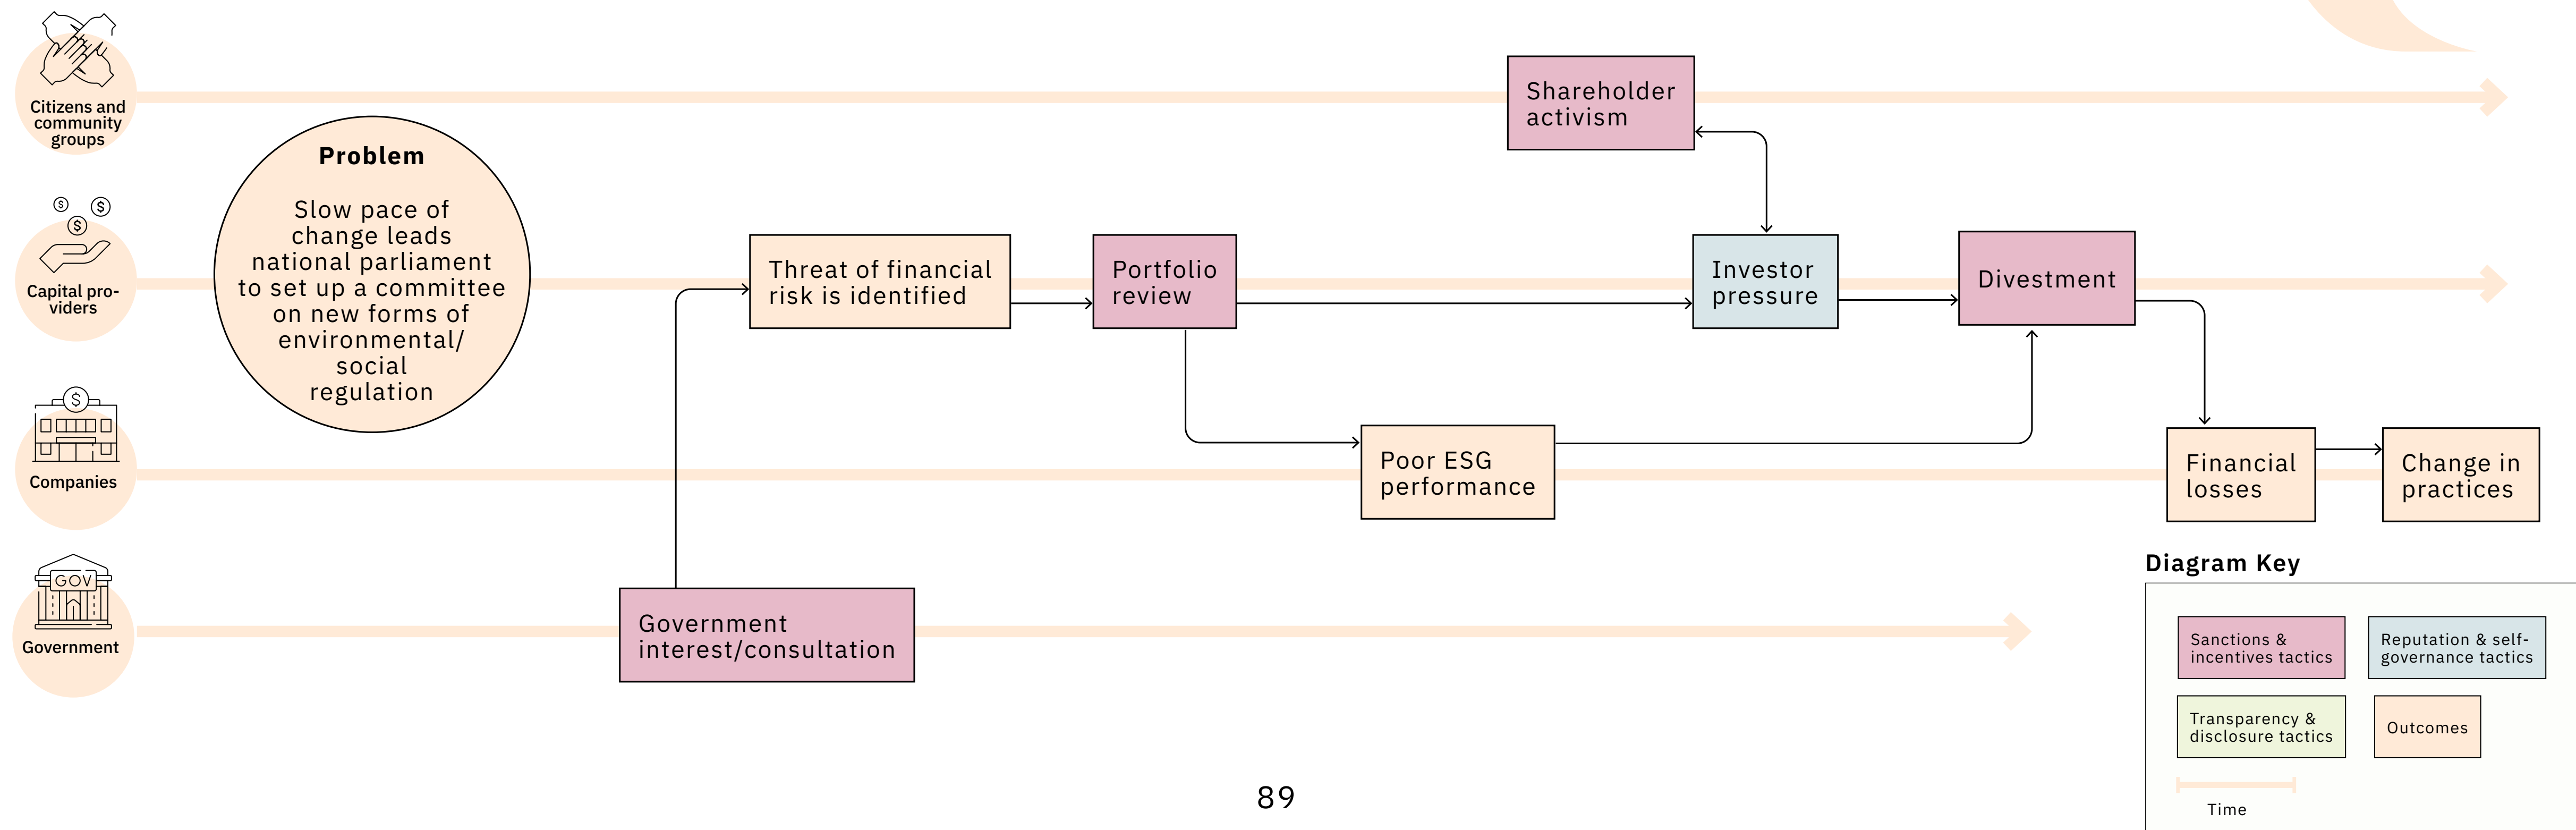 Citizens and
community
groups
Problem
Slow pace of
change leads
national parliament
to set up a committee
on new forms of
environmental/
social
regulation
Shareholder
activism
$
$
$
Capital pro-
viders
Threat of financial
risk is identified
Portfolio
review
Investor
pressure
Divestment
$
Companies
Poor ESG
performance
Financial
losses
Change in
practices
GOV
Government
Government
interest/consultation
Diagram Key
Sanctions &
incentives tactics
Reputation & self-
governance tactics
Transparency &
disclosure tactics
Outcomes
Time
89